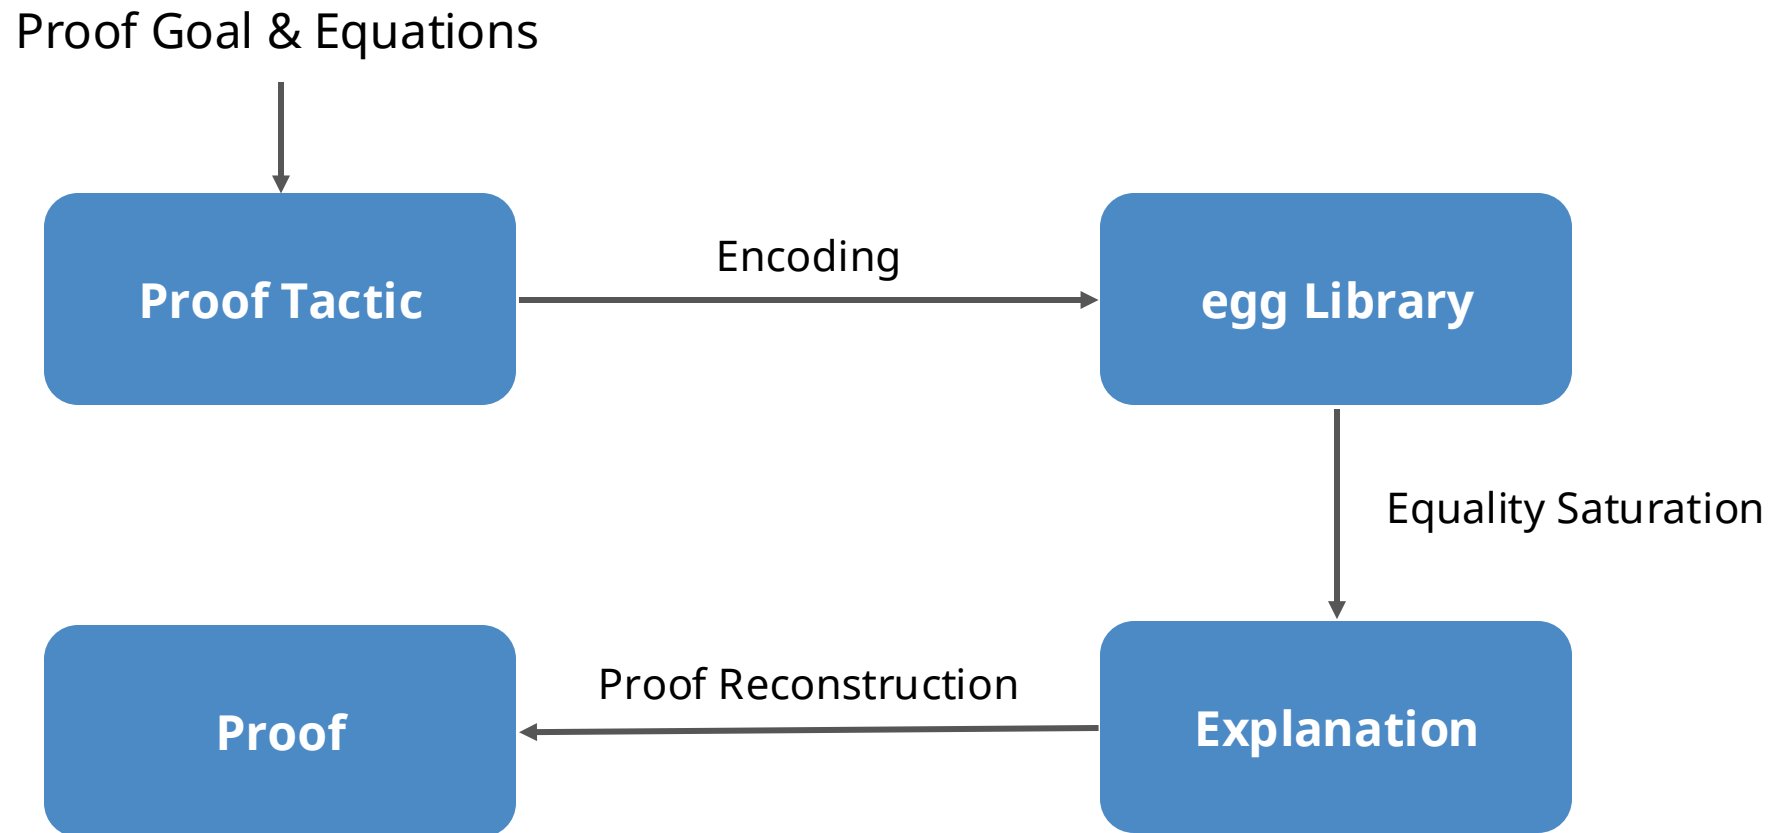 Proof Goal & Equations
Proof Tactic
Encoding
egg Library
Equality Saturation
Explanation
Proof Reconstruction
Proof